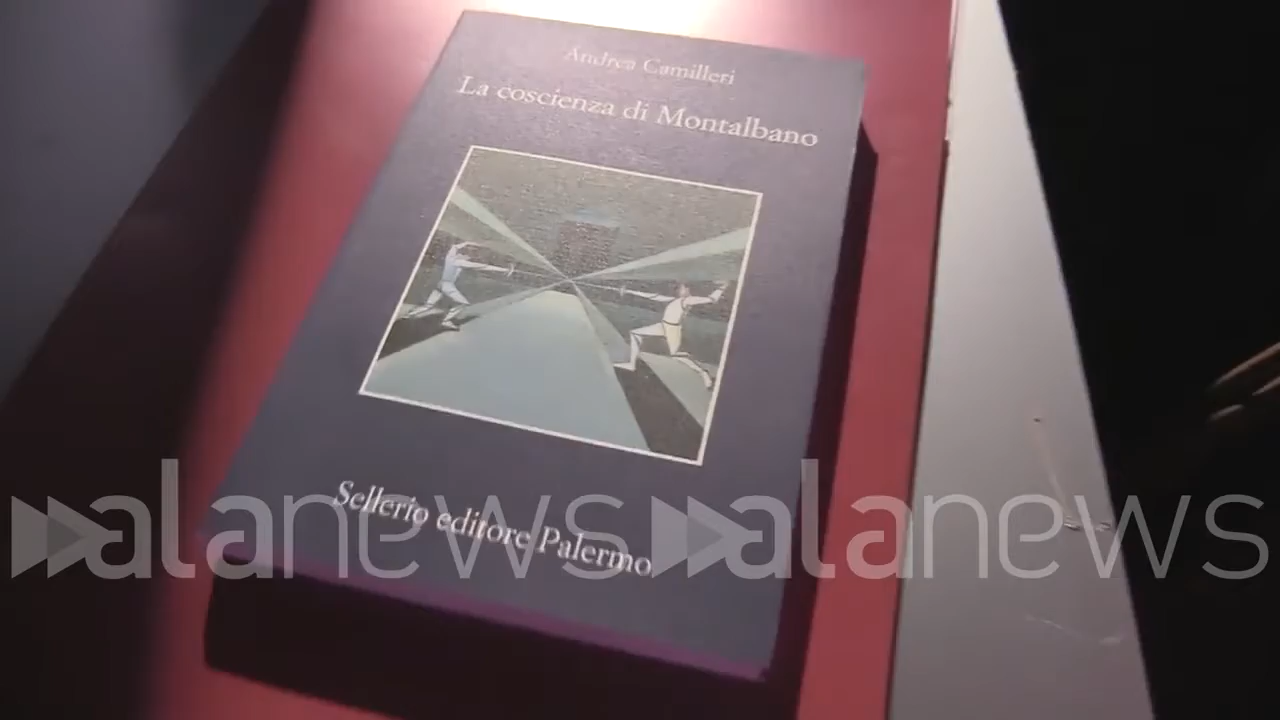 Andrea Camilleri
La coscienza di Montalbano
Sellerio editore Palermo
alanews alanews